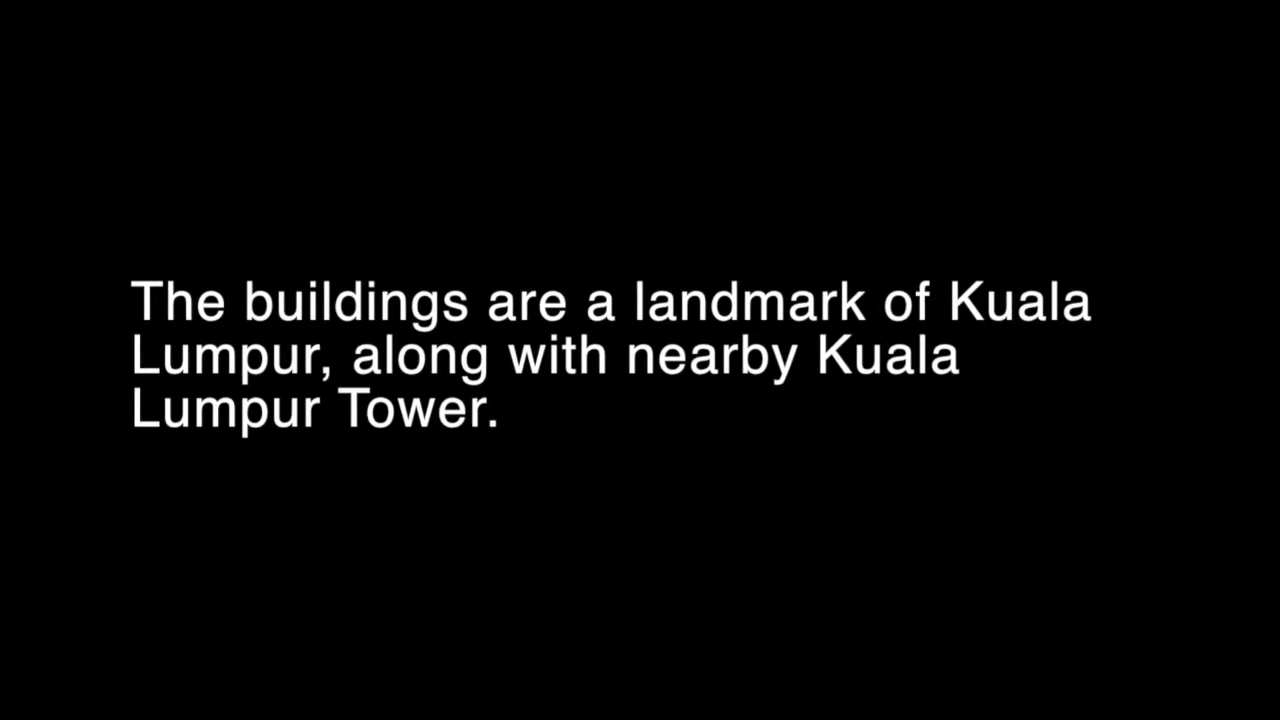 The buildings are a landmark of Kuala
Lumpur, along with nearby Kuala
Lumpur Tower.